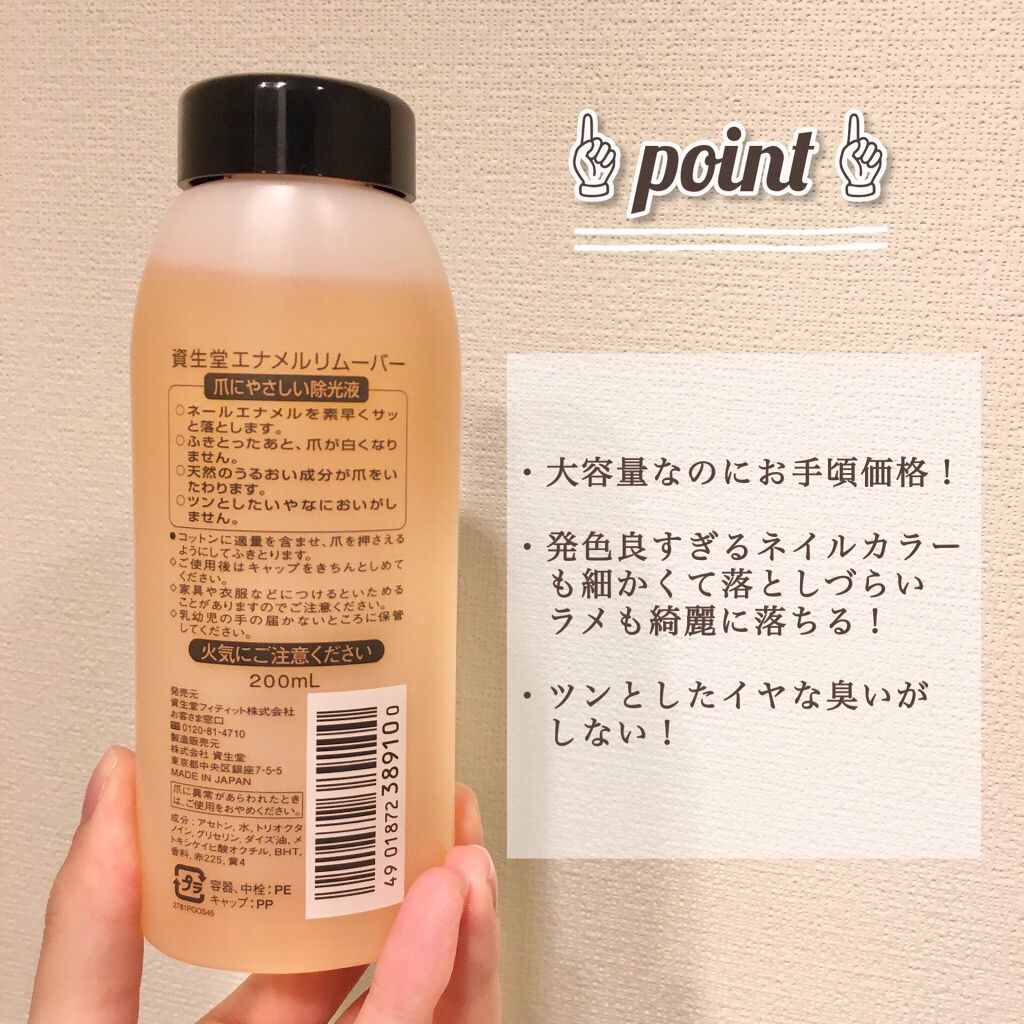 資生堂エナメルリムーバー
爪にやさしい除光液
○ネールエナメルを素早くサッ
と落とします。
○ふきとったあと、爪が白くなり
ません。
○天然のうるおい成分が爪をい
たわります。
○ツンとしたいやなにおいがし
ません。
●コットンに適量を含ませ、爪を押さえる
ようにしてふきとります。
◇ご使用後はキャップをきちんとしめて
ください。
◇家具や衣服などにつけるといためる
ことがありますのでご注意ください。
◇乳幼児の手の届かないところに保管
してください。
火気にご注意ください
200mL
発売元
資生堂フィティット株式会社
お客さま窓口
0120-81-4710
製造販売元
株式会社 資生堂
東京都中央区銀座7-5-5
MADE IN JAPAN
爪に異常があらわれたとき
は、ご使用をおやめください。
成分:アセトン, 水, トリオクタ
ノイン, グリセリン, ダイズ油, メ
トキシケイヒ酸オクチル, BHT,
香料, 赤225, 黄4
プラ
容器、中栓:PE
キャップ:PP
2781POOS45
4901872389100
point
・大容量なのにお手頃価格！
・発色良すぎるネイルカラー
も細かくて落としづらい
ラメも綺麗に落ちる！
・ツンとしたイヤな臭いが
しない！